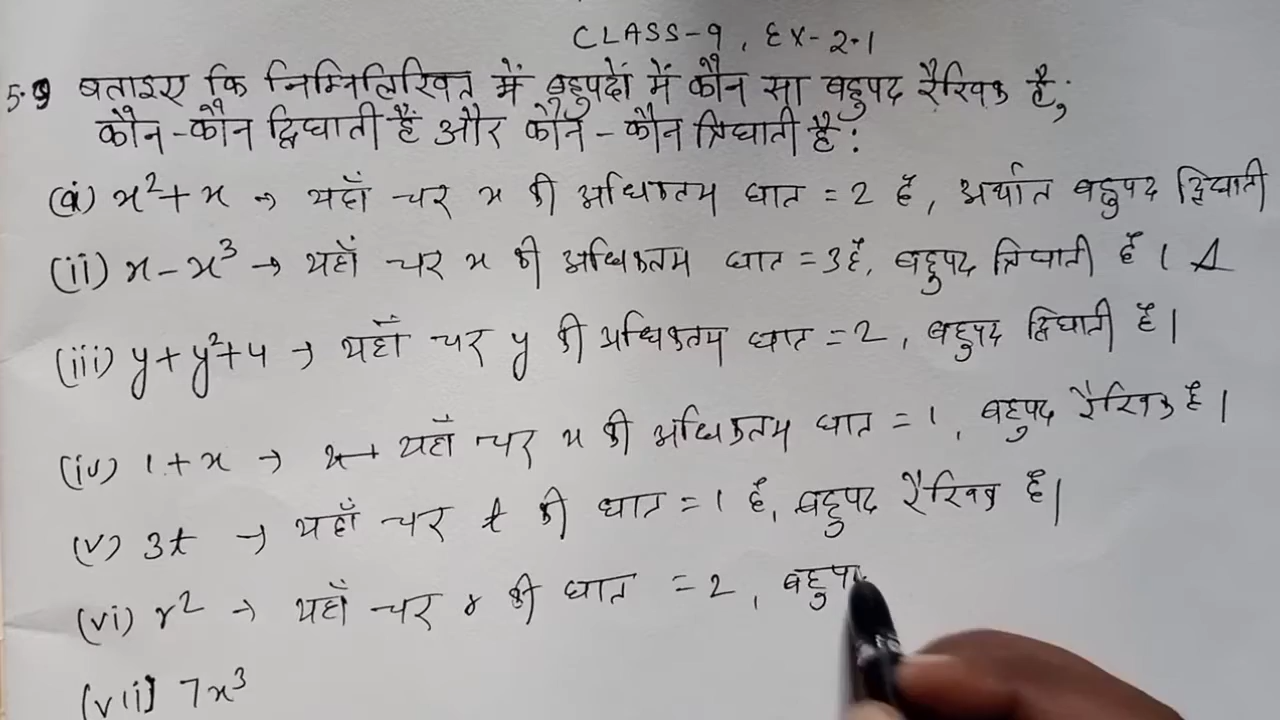 CLASS-9, EX-2.1
5.9 बताइए कि निम्नलिखित में बहुपदों में कौन सा बहुपद रैखिक है;
कौन-कौन द्विघाती हैं और कौन-कौन त्रिघाती है:
(i) x²+x → यहाँ चर x की अधिकतम घात = 2 है, अर्थात बहुपद द्विघाती
(ii) x-x³ → यहाँ चर x की अधिकतम घात = 3 है, बहुपद त्रिघाती है।
(iii) y+y²+4 → यहाँ चर y की अधिकतम घात = 2, बहुपद द्विघाती है।
(iv) 1+x → यहाँ चर x की अधिकतम घात = 1, बहुपद रैखिक है।
(v) 3t → यहाँ चर t की घात = 1 है, बहुपद रैखिक है।
(vi) r² → यहाँ चर r की घात = 2, बहुप
(vii) 7x³